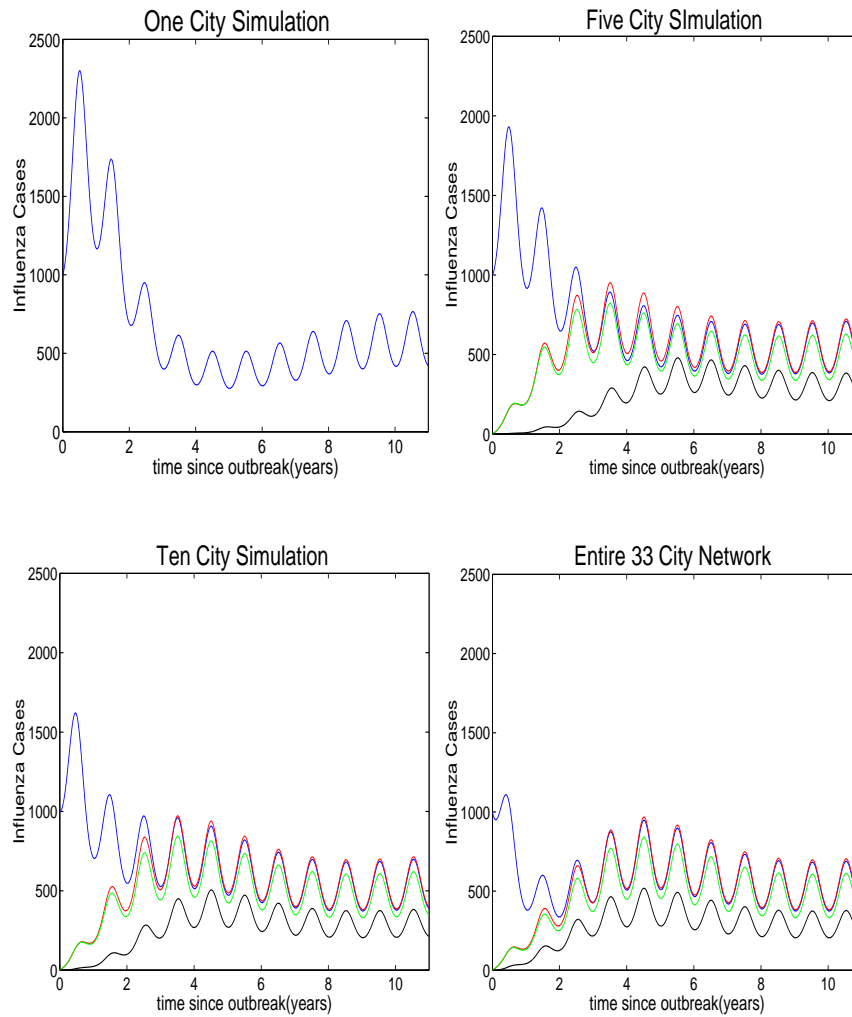 One City Simulation
2500
2000
1500
1000
500
0
Influenza Cases
0 2 4 6 8 10
time since outbreak(years)
Five City SImulation
2500
2000
1500
1000
500
0
Influenza Cases
0 2 4 6 8 10
time since outbreak(years)
Ten City Simulation
2500
2000
1500
1000
500
0
Influenza Cases
0 2 4 6 8 10
time since outbreak(years)
Entire 33 City Network
2500
2000
1500
1000
500
0
Influenza Cases
0 2 4 6 8 10
time since outbreak(years)